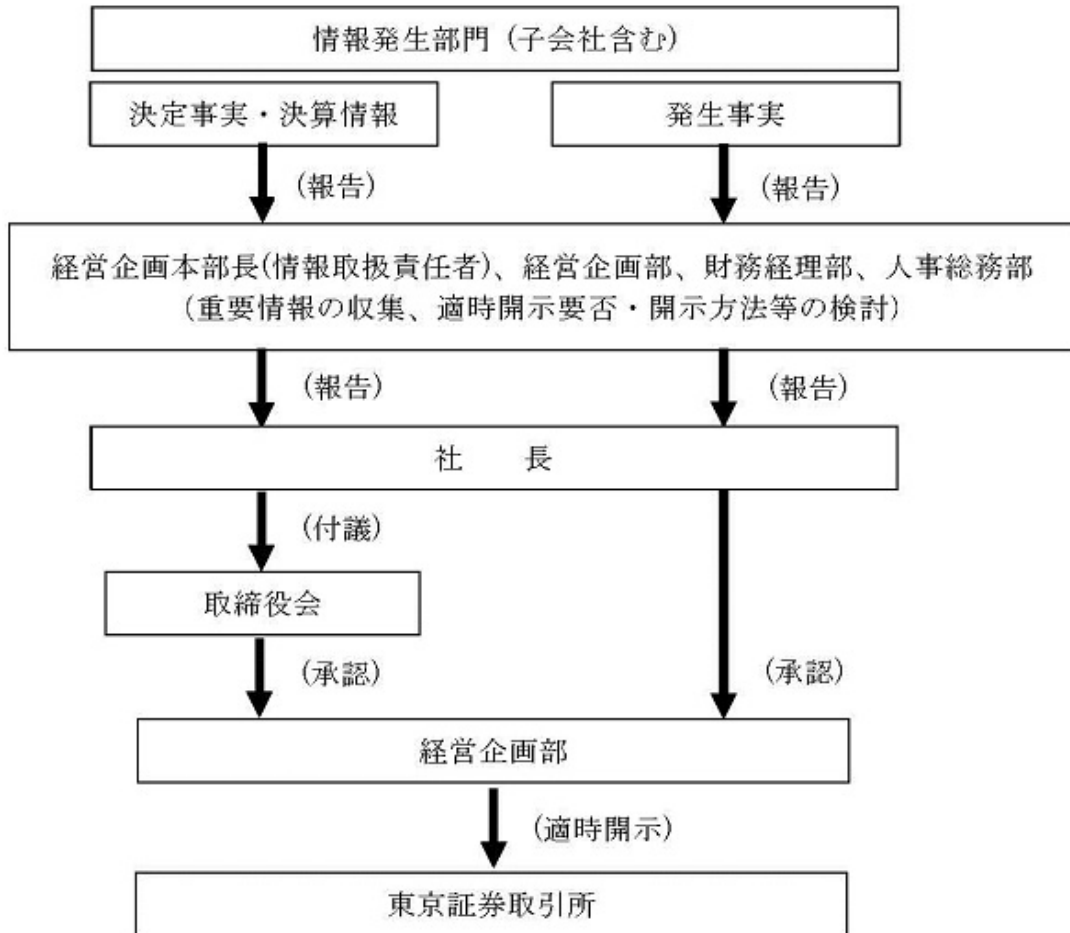 情報発生部門 (子会社含む)
決定事実・決算情報
発生事実
(報告)
(報告)
経営企画本部長(情報取扱責任者)、経営企画部、財務経理部、人事総務部
(重要情報の収集、適時開示要否・開示方法等の検討)
(報告)
(報告)
社　　長
(付議)
取締役会
(承認)
(承認)
経営企画部
(適時開示)
東京証券取引所